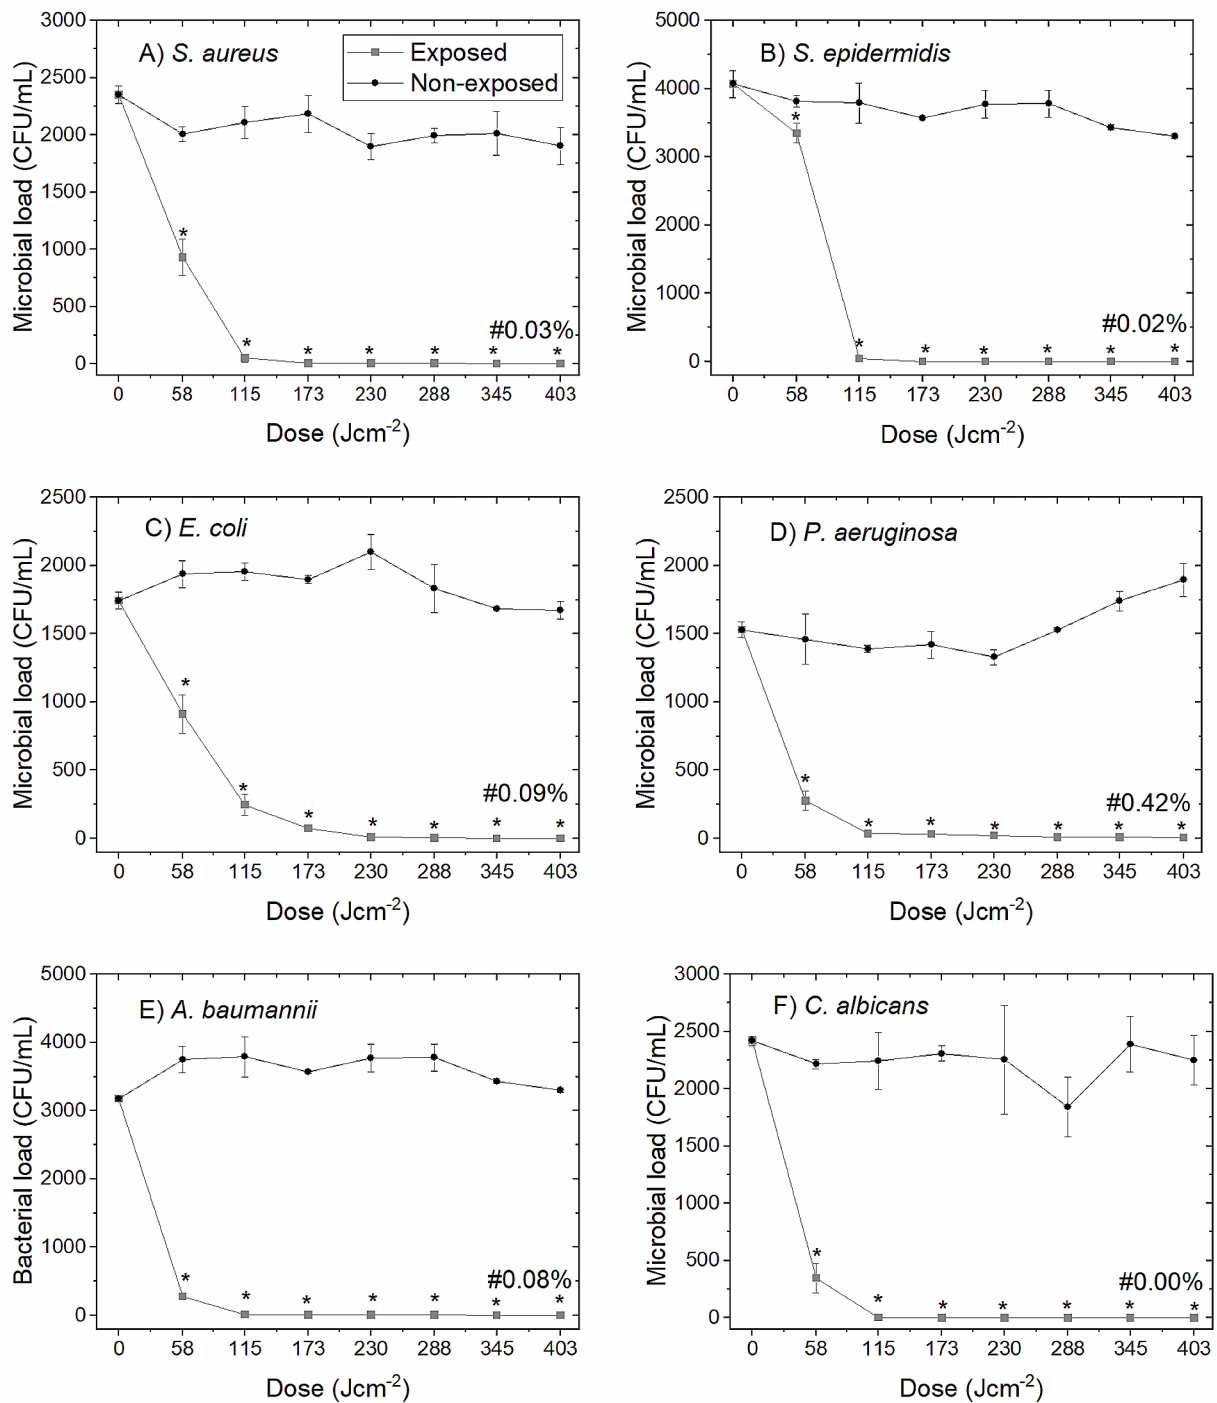 A) S. aureus
Exposed
Non-exposed
3000
2500
2000
1500
1000
500
0
Microbial load (CFU/mL)
* * * * * * *
#0.03%
0 58 115 173 230 288 345 403
Dose (Jcm-2)
B) S. epidermidis
5000
4000
3000
2000
1000
0
Microbial load (CFU/mL)
* * * * * * *
#0.02%
0 58 115 173 230 288 345 403
Dose (Jcm-2)
C) E. coli
2500
2000
1500
1000
500
0
Microbial load (CFU/mL)
* * * * * * *
#0.09%
0 58 115 173 230 288 345 403
Dose (Jcm-2)
D) P. aeruginosa
2500
2000
1500
1000
500
0
Microbial load (CFU/mL)
* * * * * * *
#0.42%
0 58 115 173 230 288 345 403
Dose (Jcm-2)
E) A. baumannii
5000
4000
3000
2000
1000
0
Bacterial load (CFU/mL)
* * * * * * *
#0.08%
0 58 115 173 230 288 345 403
Dose (Jcm-2)
F) C. albicans
3000
2500
2000
1500
1000
500
0
Microbial load (CFU/mL)
* * * * * * *
#0.00%
0 58 115 173 230 288 345 403
Dose (Jcm-2)